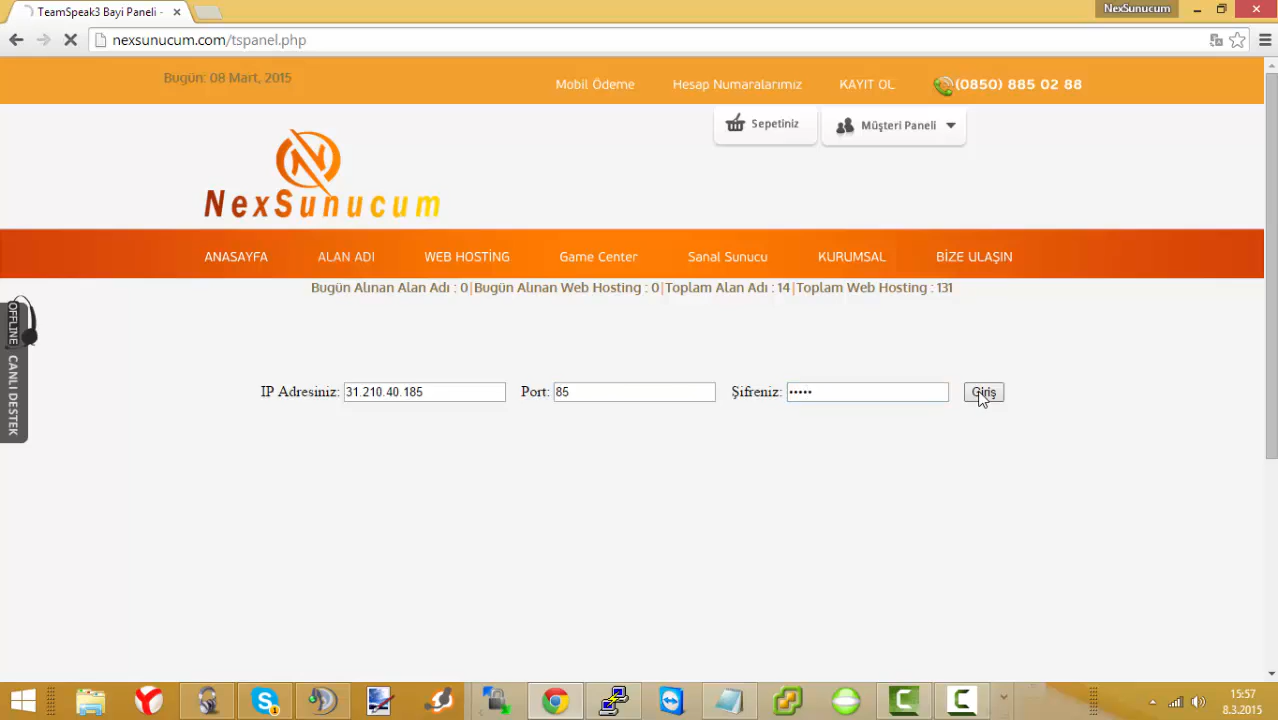 TeamSpeak3 Bayi Paneli -
NexSunucum
nexsunucum.com/tspanel.php
Bugün: 08 Mart, 2015
Mobil Ödeme Hesap Numaralarımız KAYIT OL (0850) 885 02 88
Sepetiniz Müşteri Paneli
N
NexSunucum
ANASAYFA ALAN ADI WEB HOSTİNG Game Center Sanal Sunucu KURUMSAL BİZE ULAŞIN
Bugün Alınan Alan Adı : 0|Bugün Alınan Web Hosting : 0|Toplam Alan Adı : 14|Toplam Web Hosting : 131
OFFLINE
CANLI DESTEK
IP Adresiniz: 31.210.40.185 Port: 85 Şifreniz: ••••• Giriş
15:57
8.3.2015